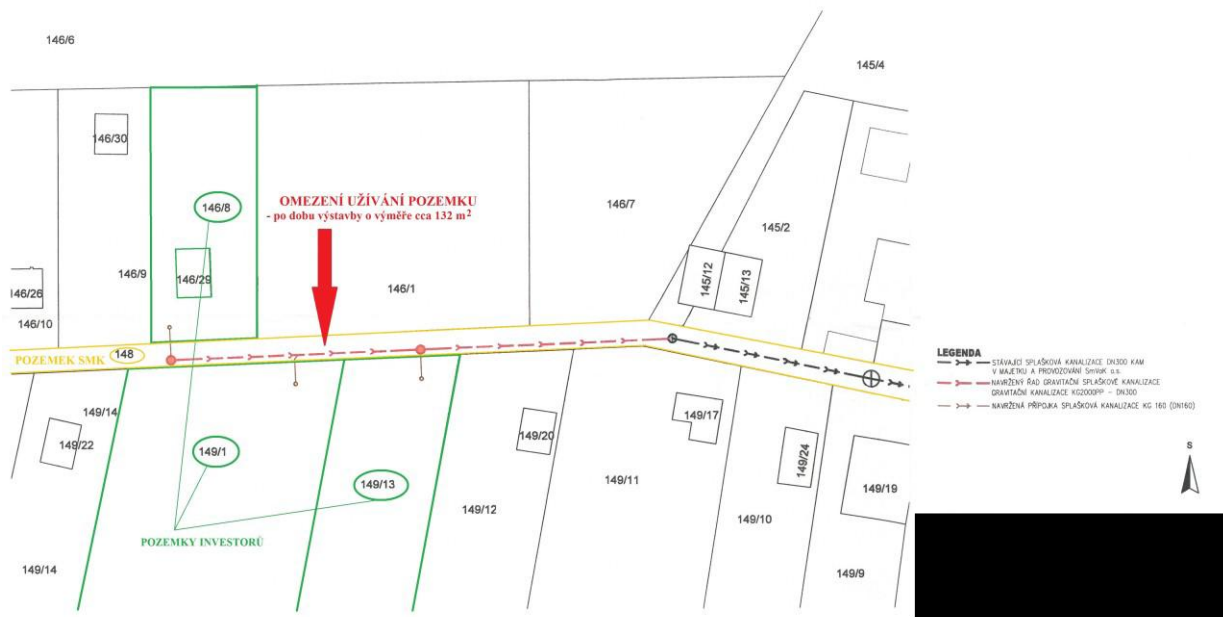 146/6
145/4
146/30
OMEZENÍ UŽÍVÁNÍ POZEMKU
- po dobu výstavby o výměře cca 132 m²
146/8
146/7
145/2
146/9
146/29
146/1
145/12
145/13
146/26
146/10
POZEMEK SMK
148
LEGENDA
STÁVAJÍCÍ SPLAŠKOVÁ KANALIZACE DN300 KAM
V MAJETKU A PROVOZOVÁNÍ SmVaK a.s.
NAVRŽENÝ ŘAD GRAVITAČNÍ SPLAŠKOVÉ KANALIZACE
GRAVITAČNÍ KANALIZACE KG2000PP - DN300
NAVRŽENÁ PŘÍPOJKA SPLAŠKOVÁ KANALIZACE KG 160 (DN160)
149/14
149/22
149/1
149/13
149/20
149/17
149/24
149/19
S
149/12
149/11
149/10
POZEMKY INVESTORŮ
149/14
149/9